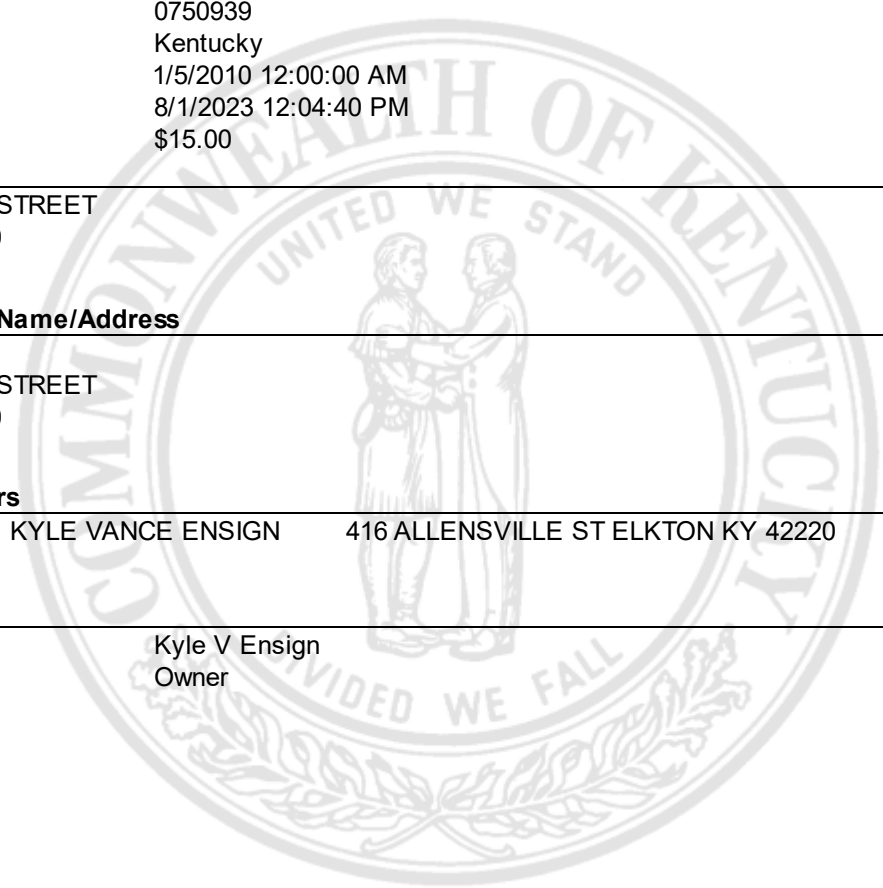 0750939
Kentucky
1/5/2010 12:00:00 AM
8/1/2023 12:04:40 PM
$15.00
STREET
Name/Address
STREET
rs
KYLE VANCE ENSIGN 416 ALLENSVILLE ST ELKTON KY 42220
Kyle V Ensign
Owner
COMMONWEALTH OF KENTUCKY
UNITED WE STAND
DIVIDED WE FALL